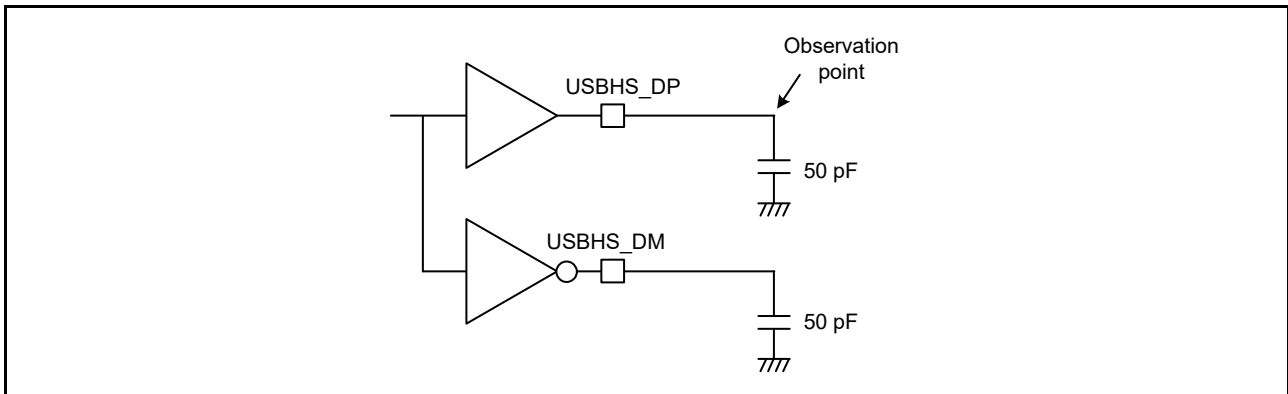 Observation
point
USBHS_DP
50 pF
USBHS_DM
50 pF